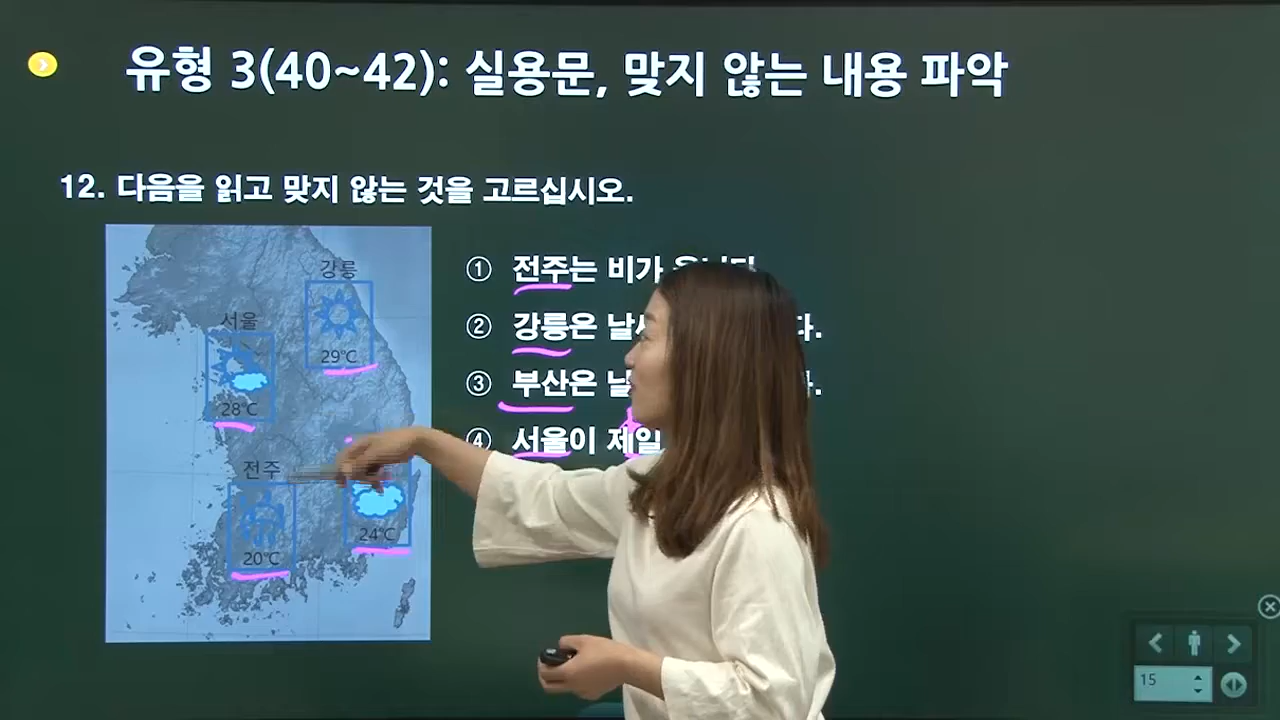 유형 3(40~42): 실용문, 맞지 않는 내용 파악
12. 다음을 읽고 맞지 않는 것을 고르십시오.
강릉
29℃
서울
28℃
전주
20℃
24℃
① 전주는 비가
② 강릉은
③ 부산은
④ 서울이 제일
15